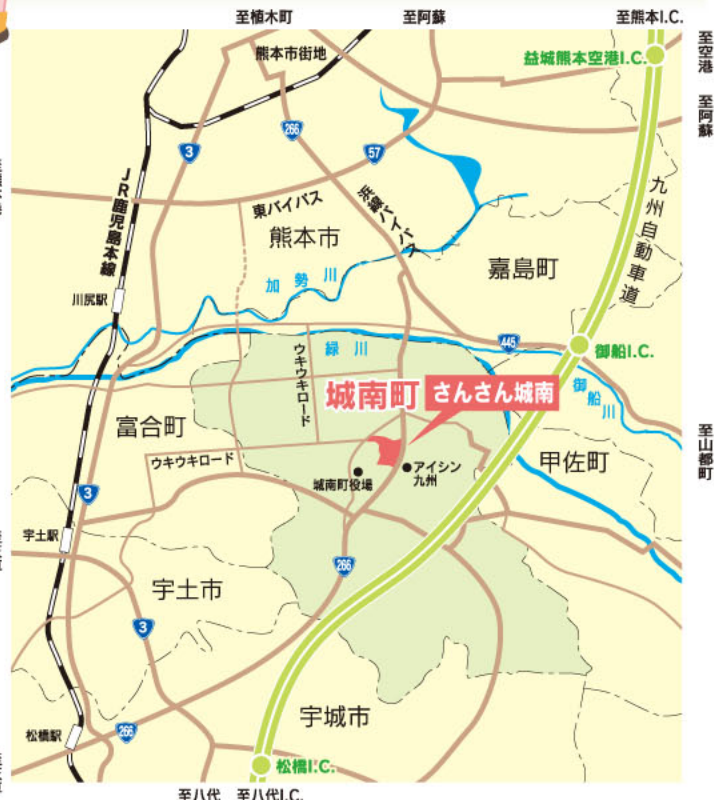 至植木町
至阿蘇
至熊本I.C.
熊本市街地
益城熊本空港I.C.
至空港
至阿蘇
266
3
57
JR鹿児島本線
東バイパス
浜線バイパス
九州自動車道
熊本市
嘉島町
加勢川
川尻駅
445
御船I.C.
緑川
ウキウキロード
御船川
城南町
さんさん城南
富合町
至山都町
ウキウキロード
アイシン
九州
甲佐町
城南町役場
3
宇土駅
266
宇土市
3
宇城市
266
松橋駅
松橋I.C.
至八代
至八代I.C.